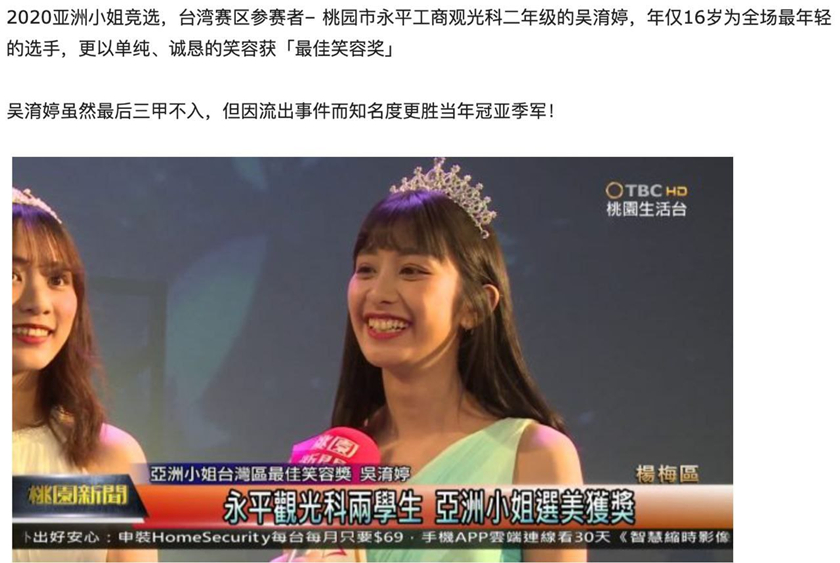 2020亚洲小姐竞选，台湾赛区参赛者– 桃园市永平工商观光科二年级的吴淯婷，年仅16岁为全场最年轻
的选手，更以单纯、诚恳的笑容获「最佳笑容奖」
吴淯婷虽然最后三甲不入，但因流出事件而知名度更胜当年冠亚季军！
TBC HD
桃園生活台
桃園
亞洲小姐台灣區最佳笑容獎 吳淯婷
楊梅區
桃園新聞
永平觀光科兩學生 亞洲小姐選美獲獎
卜出好安心：申裝HomeSecurity每台每月只要$69，手機APP雲端連線看30天《智慧縮時影像